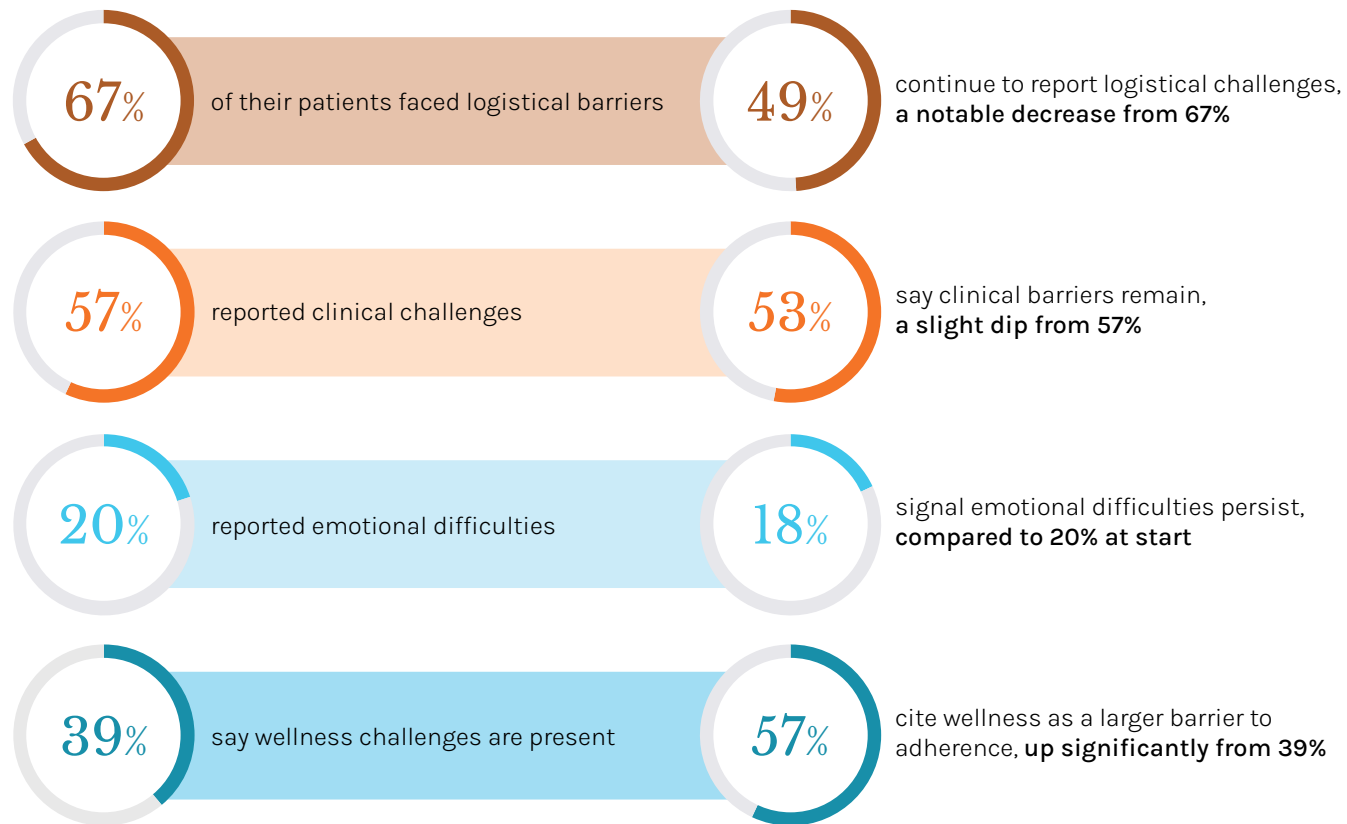 67%
of their patients faced logistical barriers
49%
continue to report logistical challenges,
a notable decrease from 67%
57%
reported clinical challenges
53%
say clinical barriers remain,
a slight dip from 57%
20%
reported emotional difficulties
18%
signal emotional difficulties persist,
compared to 20% at start
39%
say wellness challenges are present
57%
cite wellness as a larger barrier to
adherence, up significantly from 39%